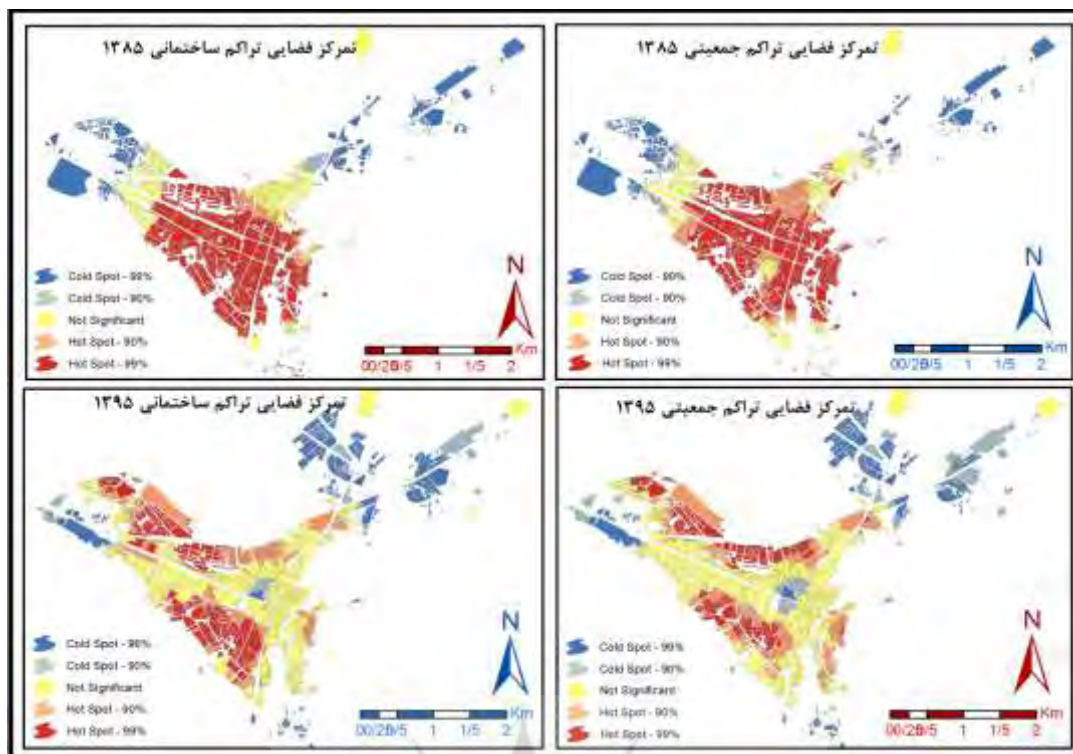 تمرکز فضایی تراکم ساختمانی ۱۳۸۵
Cold Spot - 99%
Cold Spot - 90%
Not Significant
Hot Spot - 90%
Hot Spot - 99%
N
Km
00/250/5 1 1/5 2
تمرکز فضایی تراکم جمعیتی ۱۳۸۵
Cold Spot - 99%
Cold Spot - 90%
Not Significant
Hot Spot - 90%
Hot Spot - 99%
N
Km
00/250/5 1 1/5 2
تمرکز فضایی تراکم ساختمانی ۱۳۹۵
Cold Spot - 99%
Cold Spot - 90%
Not Significant
Hot Spot - 90%
Hot Spot - 99%
N
Km
00/250/5 1 1/5 2
تمرکز فضایی تراکم جمعیتی ۱۳۹۵
Cold Spot - 99%
Cold Spot - 90%
Not Significant
Hot Spot - 90%
Hot Spot - 99%
N
Km
00/250/5 1 1/5 2